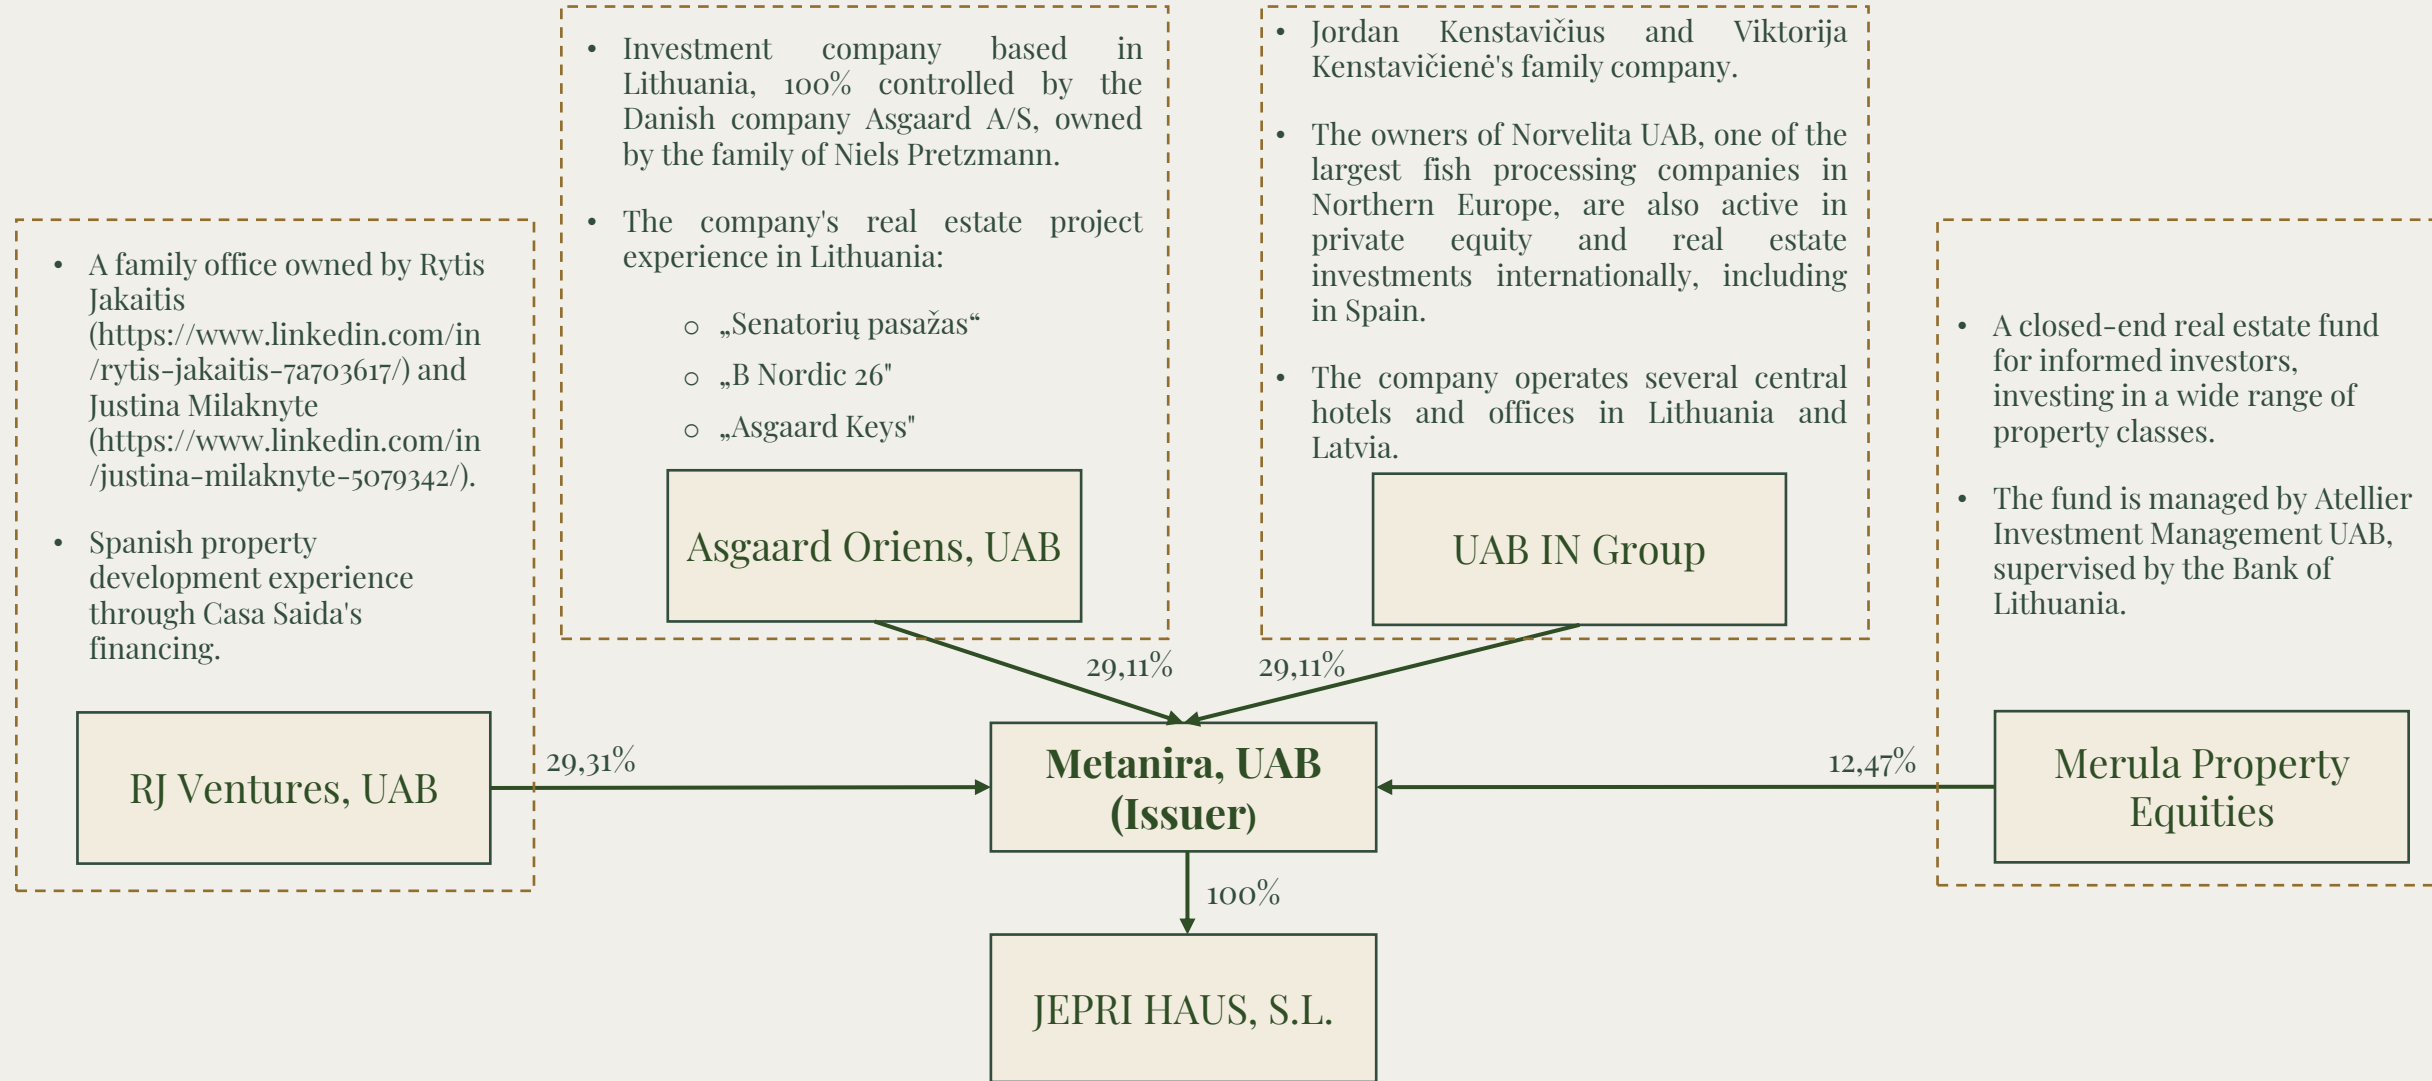 • Investment company based in
Lithuania, 100% controlled by the
Danish company Asgaard A/S, owned
by the family of Niels Pretzmann.
• The company's real estate project
experience in Lithuania:
o „Senatorių pasažas“
o „B Nordic 26"
o „Asgaard Keys"
Asgaard Oriens, UAB
• Jordan Kenstavičius and Viktorija
Kenstavičienė's family company.
• The owners of Norvelita UAB, one of the
largest fish processing companies in
Northern Europe, are also active in
private equity and real estate
investments internationally, including
in Spain.
• The company operates several central
hotels and offices in Lithuania and
Latvia.
UAB IN Group
• A family office owned by Rytis
Jakaitis
(https://www.linkedin.com/in
/rytis-jakaitis-7a703617/) and
Justina Milaknyte
(https://www.linkedin.com/in
/justina-milaknyte-5079342/).
• Spanish property
development experience
through Casa Saida's
financing.
RJ Ventures, UAB
• A closed-end real estate fund
for informed investors,
investing in a wide range of
property classes.
• The fund is managed by Atellier
Investment Management UAB,
supervised by the Bank of
Lithuania.
Merula Property
Equities
29,11%
29,11%
29,31%
12,47%
Metanira, UAB
(Issuer)
100%
JEPRI HAUS, S.L.